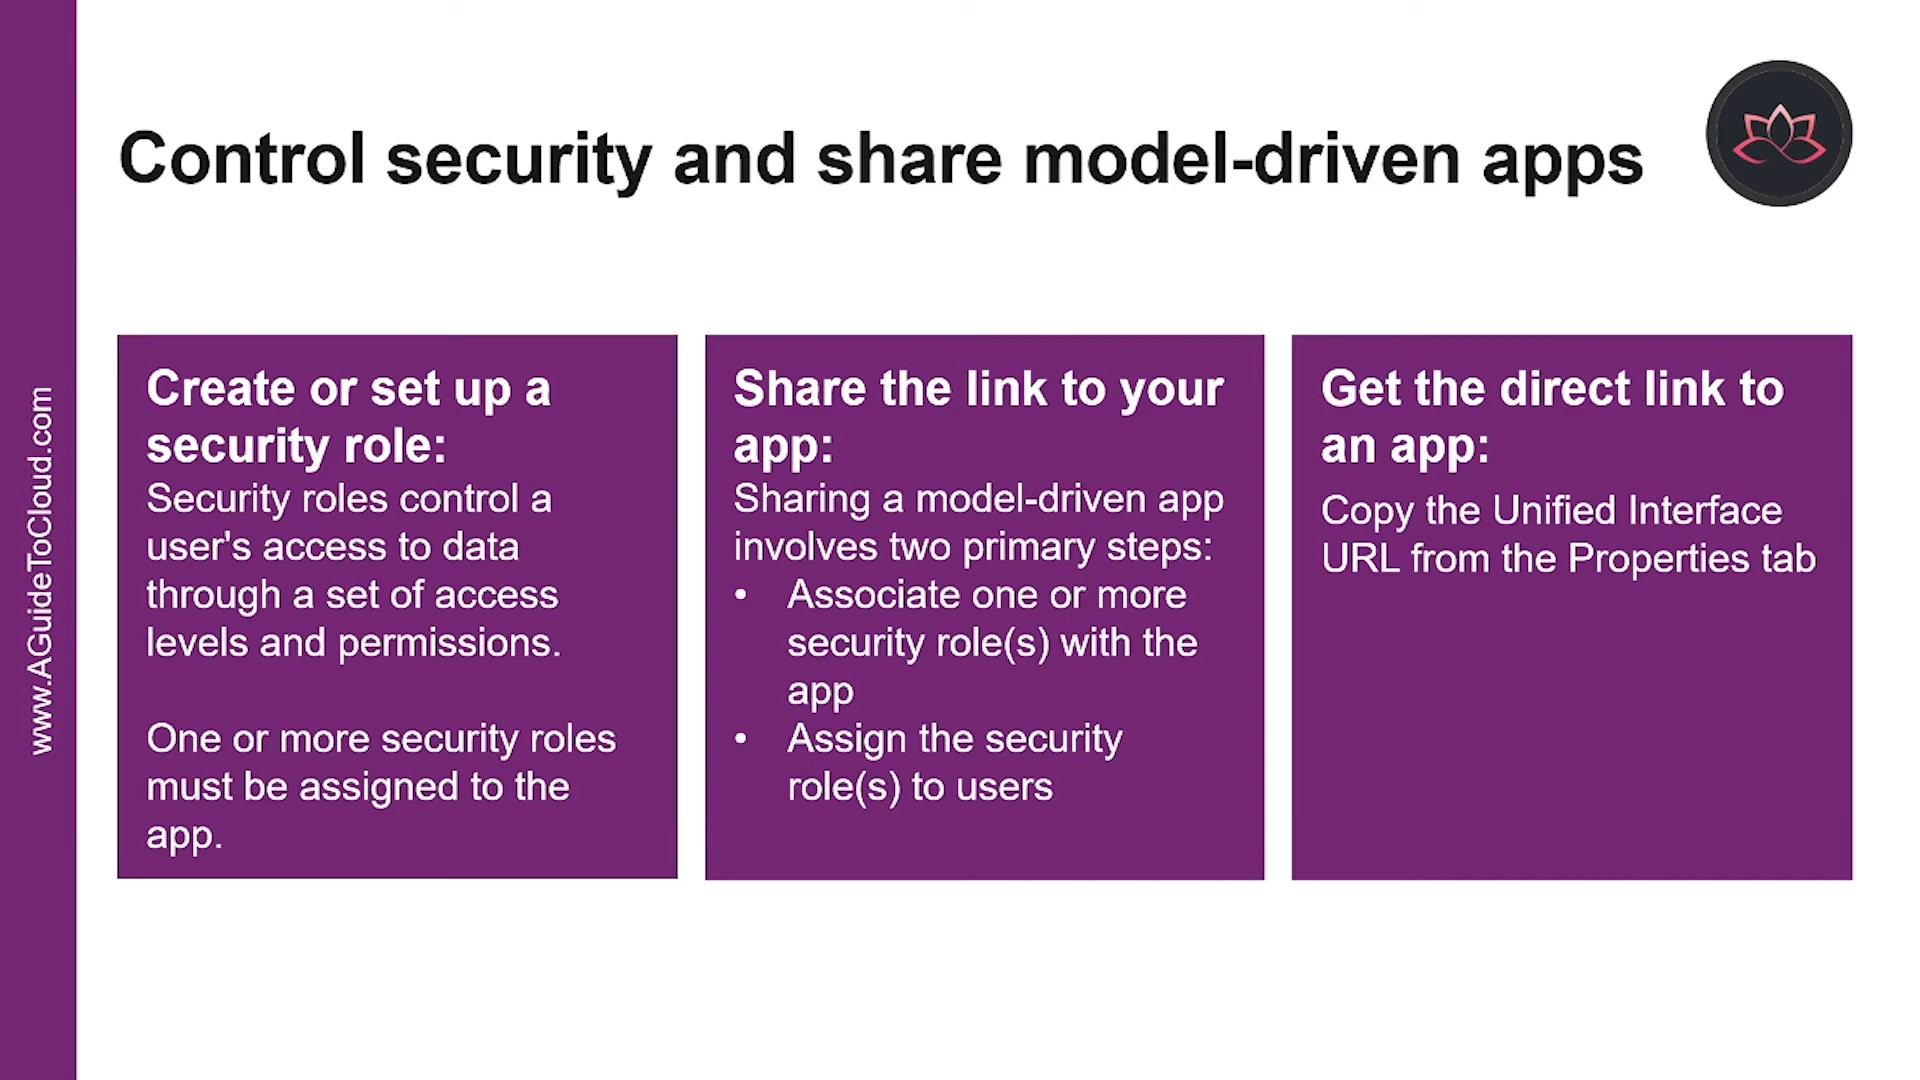 Control security and share model-driven apps
Create or set up a
security role:
Security roles control a
user's access to data
through a set of access
levels and permissions.
One or more security roles
must be assigned to the
app.
Share the link to your
app:
Sharing a model-driven app
involves two primary steps:
• Associate one or more
security role(s) with the
app
• Assign the security
role(s) to users
Get the direct link to
an app:
Copy the Unified Interface
URL from the Properties tab
www.AGuideToCloud.com